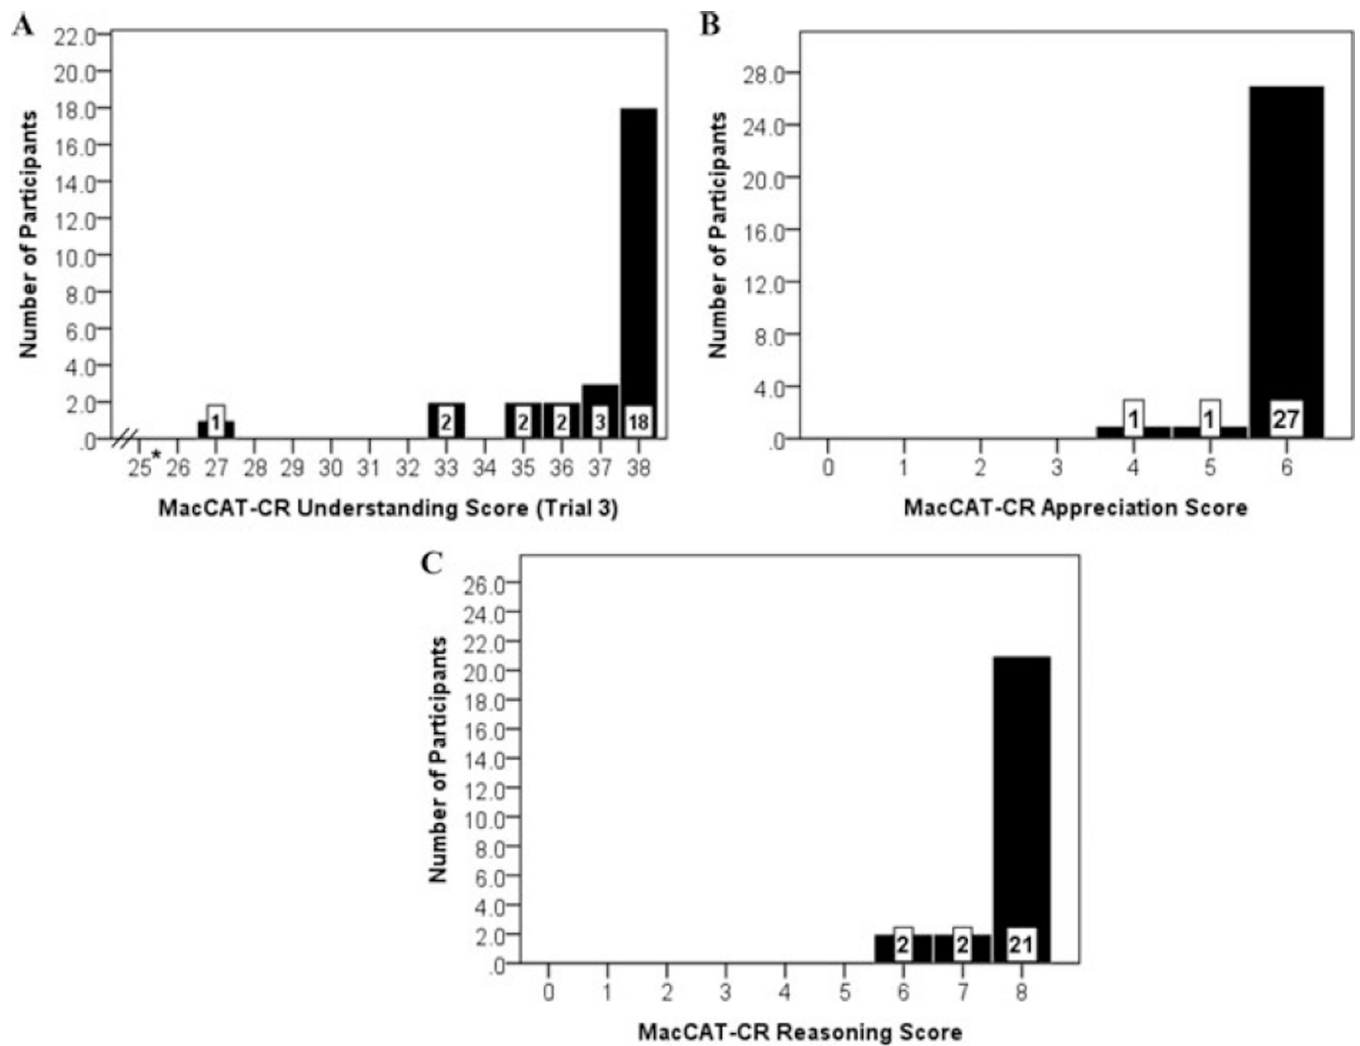 A
22.0
20.0
18.0
16.0
14.0
12.0
10.0
8.0
6.0
4.0
2.0
.0
Number of Participants
1 2 2 2 3 18
25 * 26 27 28 29 30 31 32 33 34 35 36 37 38
MacCAT-CR Understanding Score (Trial 3)
B
28.0
24.0
20.0
16.0
12.0
8.0
4.0
.0
Number of Participants
1 1 27
0 1 2 3 4 5 6
MacCAT-CR Appreciation Score
C
26.0
24.0
22.0
20.0
18.0
16.0
14.0
12.0
10.0
8.0
6.0
4.0
2.0
.0
Number of Participants
2 2 21
0 1 2 3 4 5 6 7 8
MacCAT-CR Reasoning Score